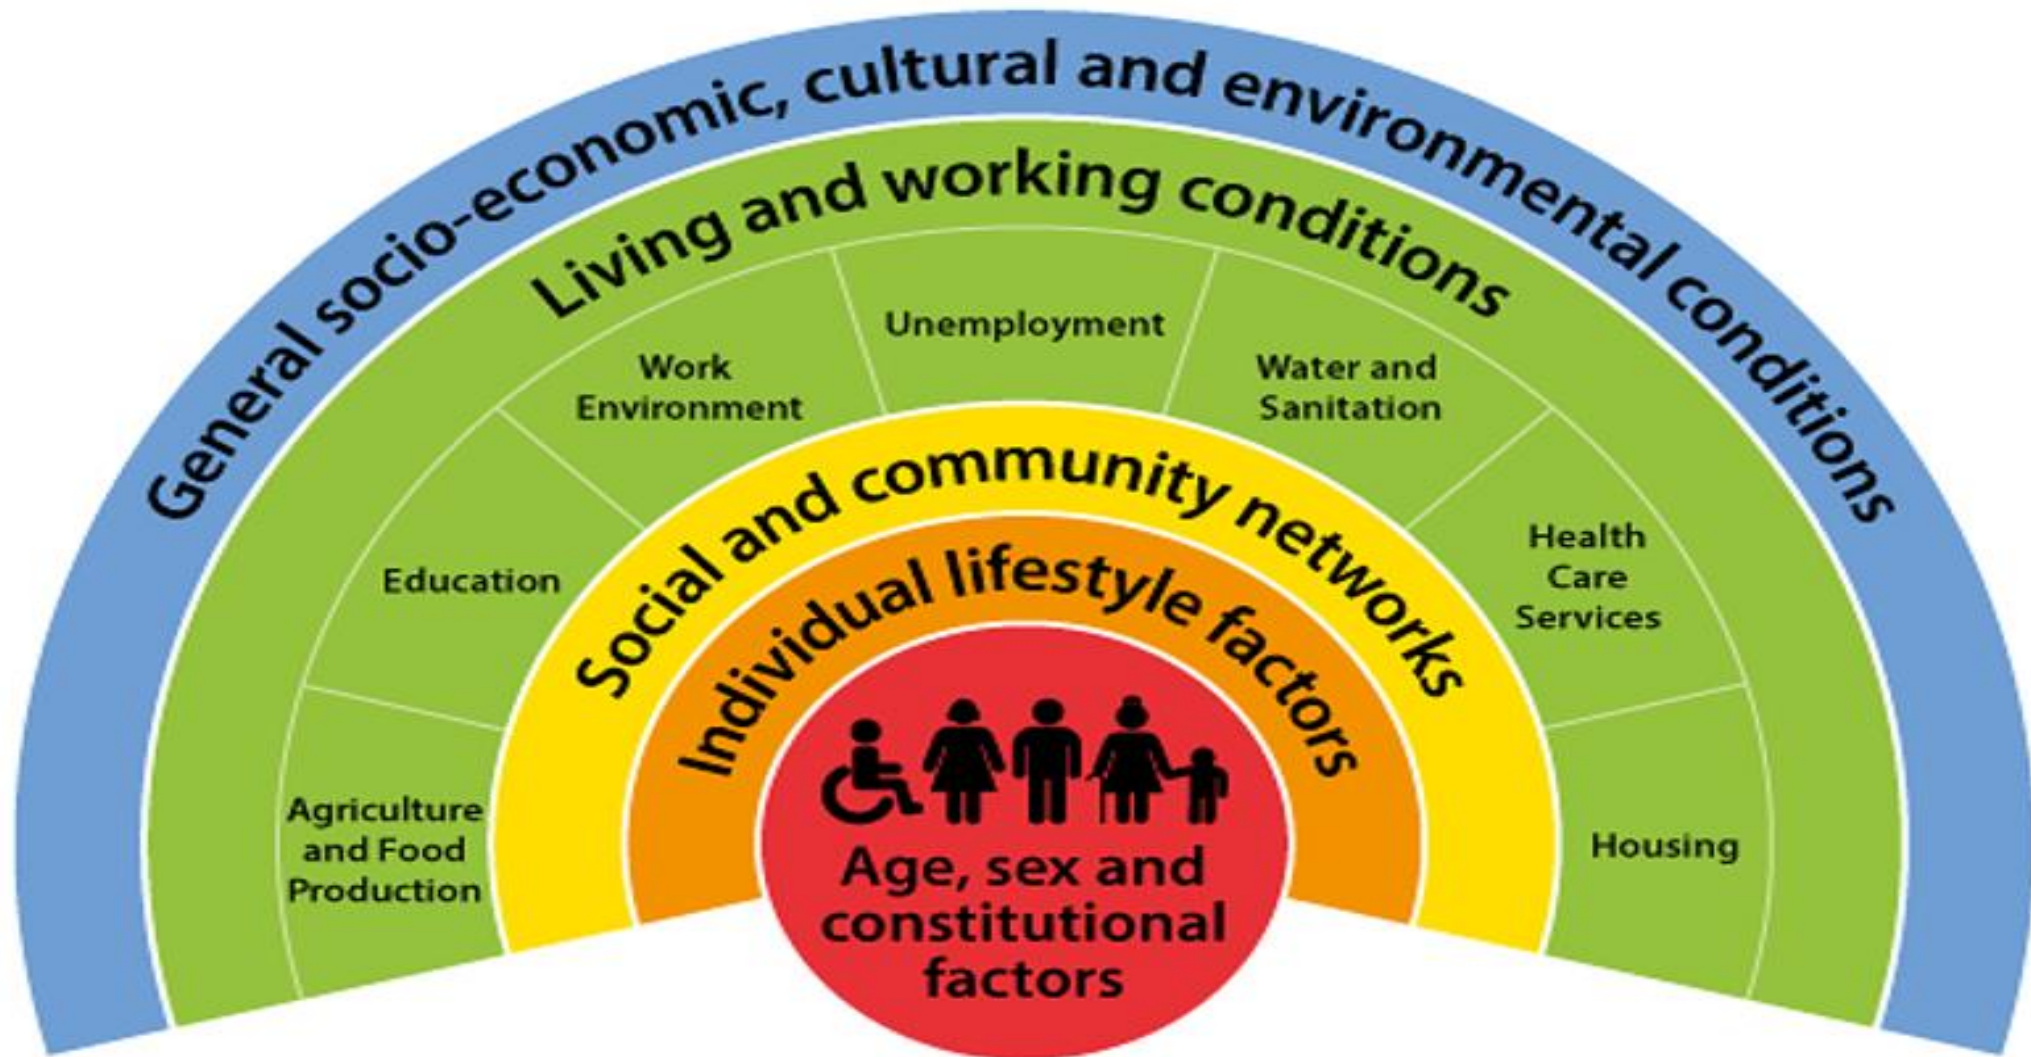 General socio-economic, cultural and environmental conditions
Living and working conditions
Agriculture
and Food
Production
Education
Work
Environment
Unemployment
Water and
Sanitation
Health
Care
Services
Housing
Social and community networks
Individual lifestyle factors
Age, sex and
constitutional
factors